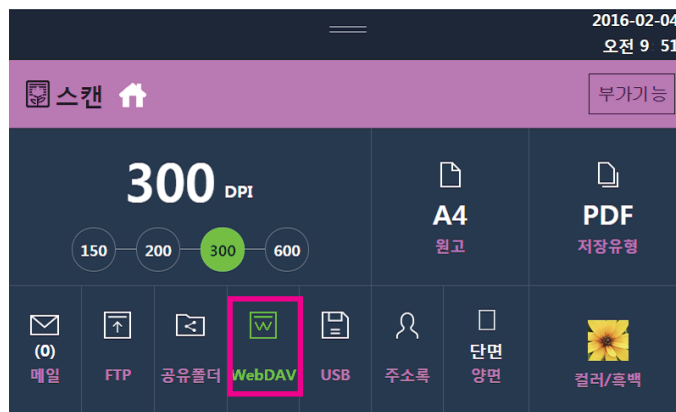 2016-02-04
오전 9 51
스캔
부가기능
300 DPI
150 200 300 600
A4
원고
PDF
저장유형
(0)
메일
FTP
공유폴더
WebDAV
USB
주소록
단면
양면
컬러/흑백